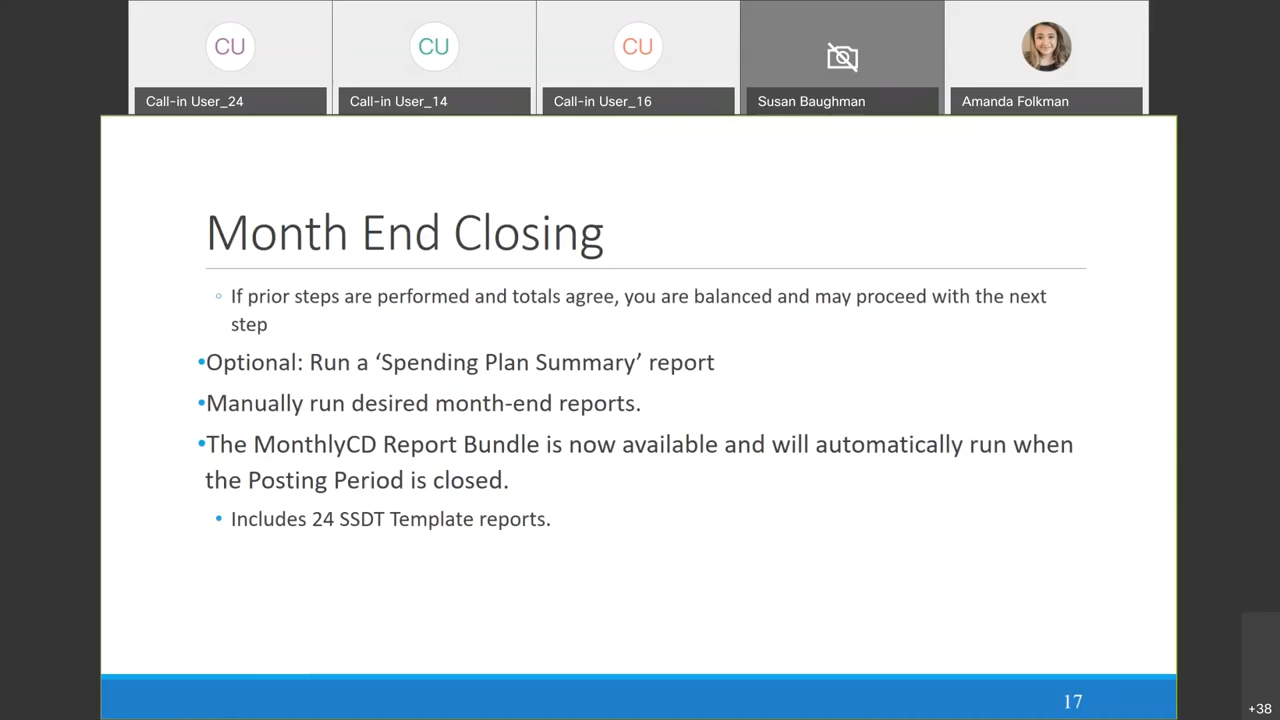 CU
CU
CU
Call-in User_24
Call-in User_14
Call-in User_16
Susan Baughman
Amanda Folkman
Month End Closing
◦ If prior steps are performed and totals agree, you are balanced and may proceed with the next
step
•Optional: Run a ‘Spending Plan Summary’ report
•Manually run desired month-end reports.
•The MonthlyCD Report Bundle is now available and will automatically run when
the Posting Period is closed.
• Includes 24 SSDT Template reports.
17
+38